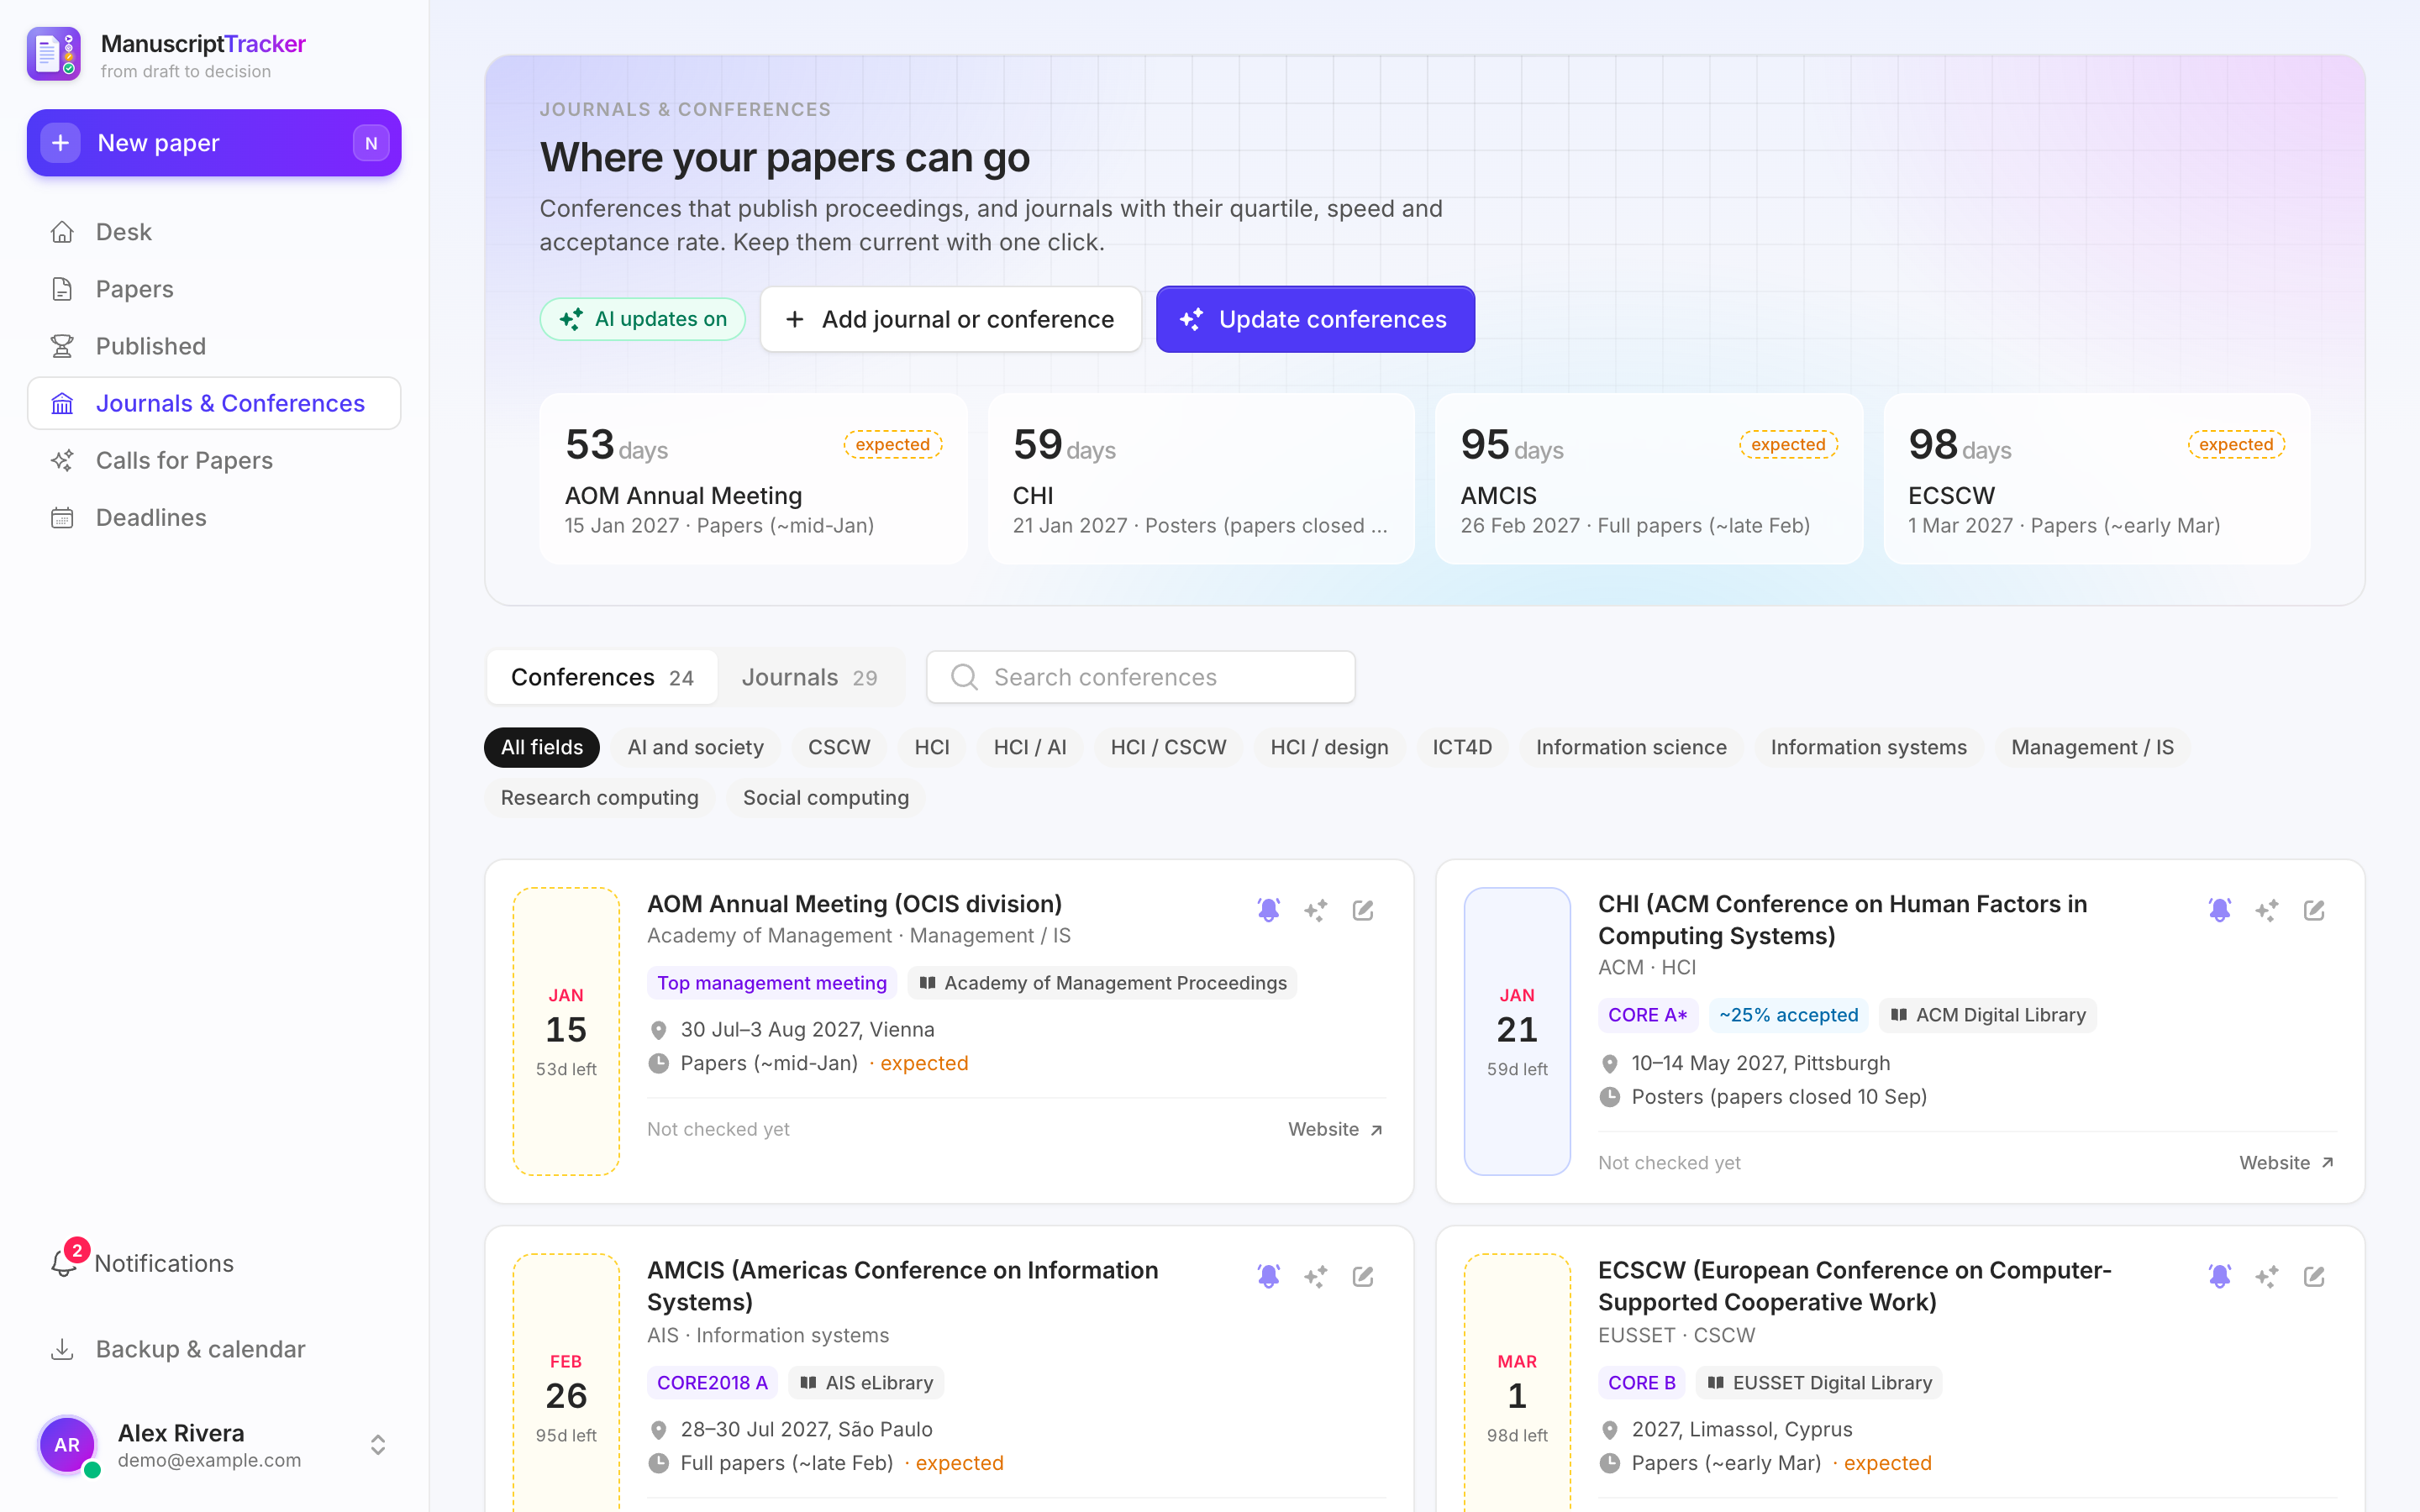 ManuscriptTracker
from draft to decision
New paper N
Desk
Papers
Published
Journals & Conferences
Calls for Papers
Deadlines
2
Notifications
Backup & calendar
AR
Alex Rivera
demo@example.com
JOURNALS & CONFERENCES
Where your papers can go
Conferences that publish proceedings, and journals with their quartile, speed and
acceptance rate. Keep them current with one click.
AI updates on
Add journal or conference
Update conferences
53 days expected
AOM Annual Meeting
15 Jan 2027 · Papers (~mid-Jan)
59 days
CHI
21 Jan 2027 · Posters (papers closed ...
95 days expected
AMCIS
26 Feb 2027 · Full papers (~late Feb)
98 days expected
ECSCW
1 Mar 2027 · Papers (~early Mar)
Conferences 24 Journals 29 Search conferences
All fields AI and society CSCW HCI HCI / AI HCI / CSCW HCI / design ICT4D Information science Information systems Management / IS
Research computing Social computing
JAN
15
53d left
AOM Annual Meeting (OCIS division)
Academy of Management · Management / IS
Top management meeting Academy of Management Proceedings
30 Jul–3 Aug 2027, Vienna
Papers (~mid-Jan) · expected
Not checked yet Website
JAN
21
59d left
CHI (ACM Conference on Human Factors in
Computing Systems)
ACM · HCI
CORE A* ~25% accepted ACM Digital Library
10–14 May 2027, Pittsburgh
Posters (papers closed 10 Sep)
Not checked yet Website
FEB
26
95d left
AMCIS (Americas Conference on Information
Systems)
AIS · Information systems
CORE2018 A AIS eLibrary
28–30 Jul 2027, São Paulo
Full papers (~late Feb) · expected
MAR
1
98d left
ECSCW (European Conference on Computer-
Supported Cooperative Work)
EUSSET · CSCW
CORE B EUSSET Digital Library
2027, Limassol, Cyprus
Papers (~early Mar) · expected